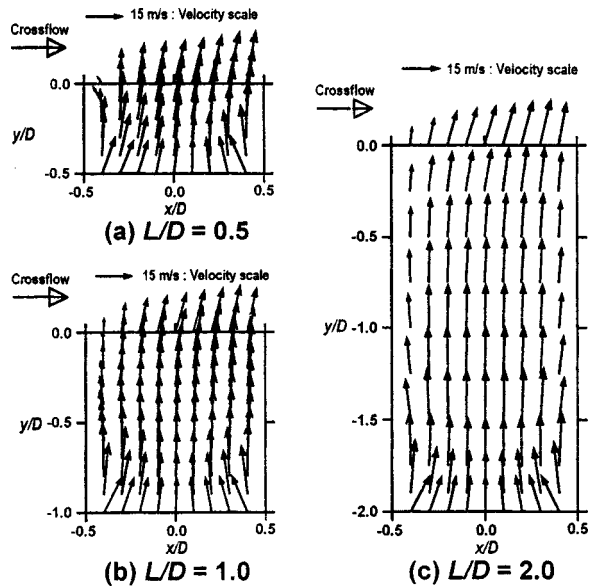 15 m/s : Velocity scale
Crossflow
0.0
y/D
-0.5
-0.5
0.0
0.5
x/D
(a) L/D = 0.5
Crossflow
15 m/s : Velocity scale
0.0
y/D
-0.5
-1.0
-0.5
0.0
0.5
x/D
(b) L/D = 1.0
15 m/s : Velocity scale
Crossflow
0.0
-0.5
y/D
-1.0
-1.5
-2.0
-0.5
0.0
0.5
x/D
(c) L/D = 2.0